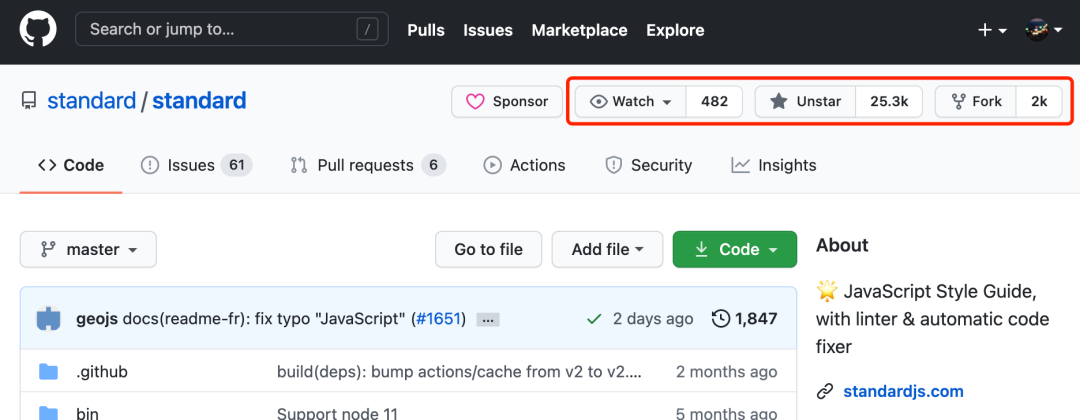 Search or jump to... / Pulls Issues Marketplace Explore
standard / standard Sponsor Watch 482 Unstar 25.3k Fork 2k
Code Issues 61 Pull requests 6 Actions Security Insights
master Go to file Add file Code
About
🌟 JavaScript Style Guide,
with linter & automatic code
fixer
standardjs.com
geojs docs(readme-fr): fix typo "JavaScript" (#1651) ... 2 days ago 1,847
.github build(deps): bump actions/cache from v2 to v2.... 2 months ago
bin Support node 11 5 months ago